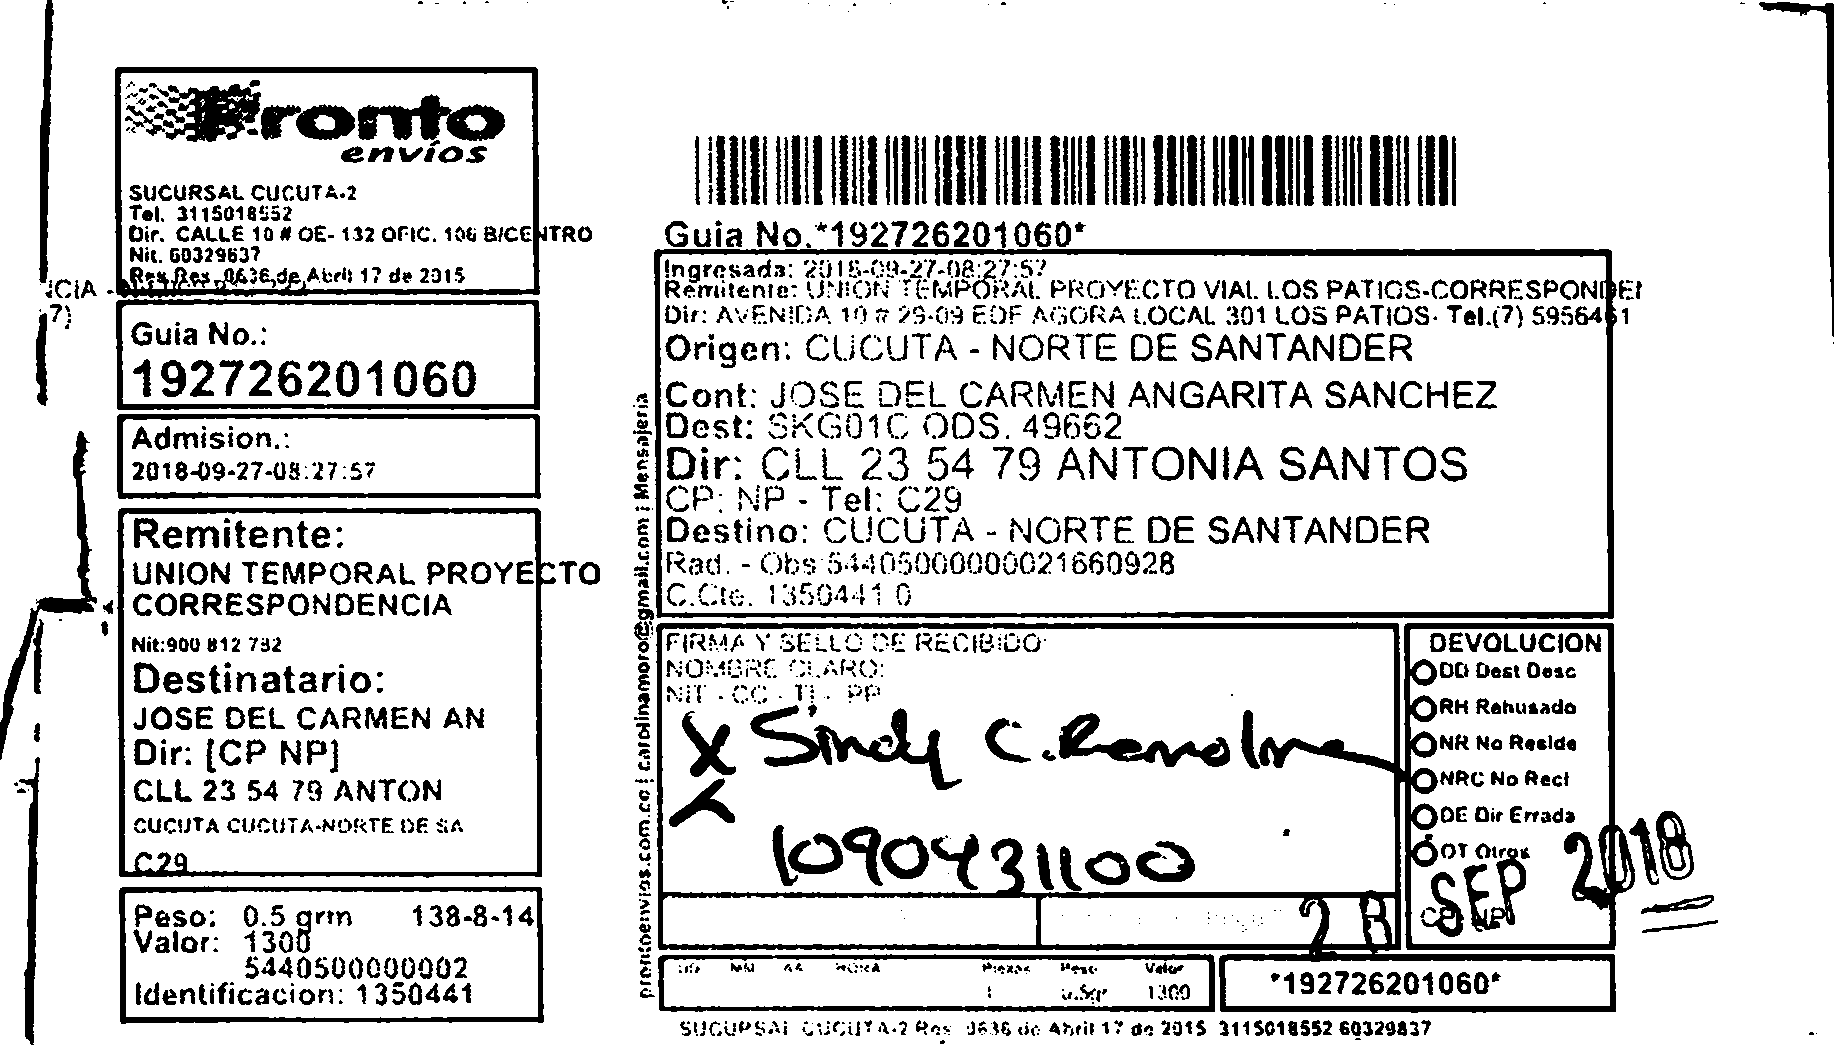 Pronto
envíos
SUCURSAL CUCUTA-2
Tel. 3115018552
Dir. CALLE 10 # OE- 132 OFIC. 106 B/CENTRO
Nit. 60329837
Res.Res. 0636 de Abril 17 de 2015
Guia No.:
192726201060
Admision.:
2018-09-27-08:27:57
Remitente:
UNION TEMPORAL PROYECTO
CORRESPONDENCIA
Nit:900 812 782
Destinatario:
JOSE DEL CARMEN AN
Dir: [CP NP]
CLL 23 54 79 ANTON
CUCUTA CUCUTA-NORTE DE SA
C29
Peso: 0.5 grm 138-8-14
Valor: 1300
5440500000002
Identificacion: 1350441
prontoenvios.com.co | carolinamoro@gmail.com | Mensajeria
Guia No.*192726201060*
Ingresada: 2018-09-27-08:27:57
Remitente: UNION TEMPORAL PROYECTO VIAL LOS PATIOS-CORRESPONDE
Dir: AVENIDA 10 # 29-09 EDF AGORA LOCAL 301 LOS PATIOS- Tel.(7) 5956461
Origen: CUCUTA - NORTE DE SANTANDER
Cont: JOSE DEL CARMEN ANGARITA SANCHEZ
Dest: SKG01C ODS. 49662
Dir: CLL 23 54 79 ANTONIA SANTOS
CP: NP - Tel: C29
Destino: CUCUTA - NORTE DE SANTANDER
Rad. - Obs 54405000000021660928
C.Cte. 1350441 0
FIRMA Y SELLO DE RECIBIDO:
NOMBRE CLARO:
NIT - CC - TI - PP
X Sindy C. Remolina
1090431100
DEVOLUCION
DD Dest Desc
RH Rehusado
NR No Reside
NRC No Recl
DE Dir Errada
OT Otros
28 SEP 2018
DD MM AA HORA Piezas Peso Valor
1 0.5gr 1300
*192726201060*
SUCURSAL CUCUTA-2 Res. 0636 de Abril 17 de 2015 3115018552 60329837